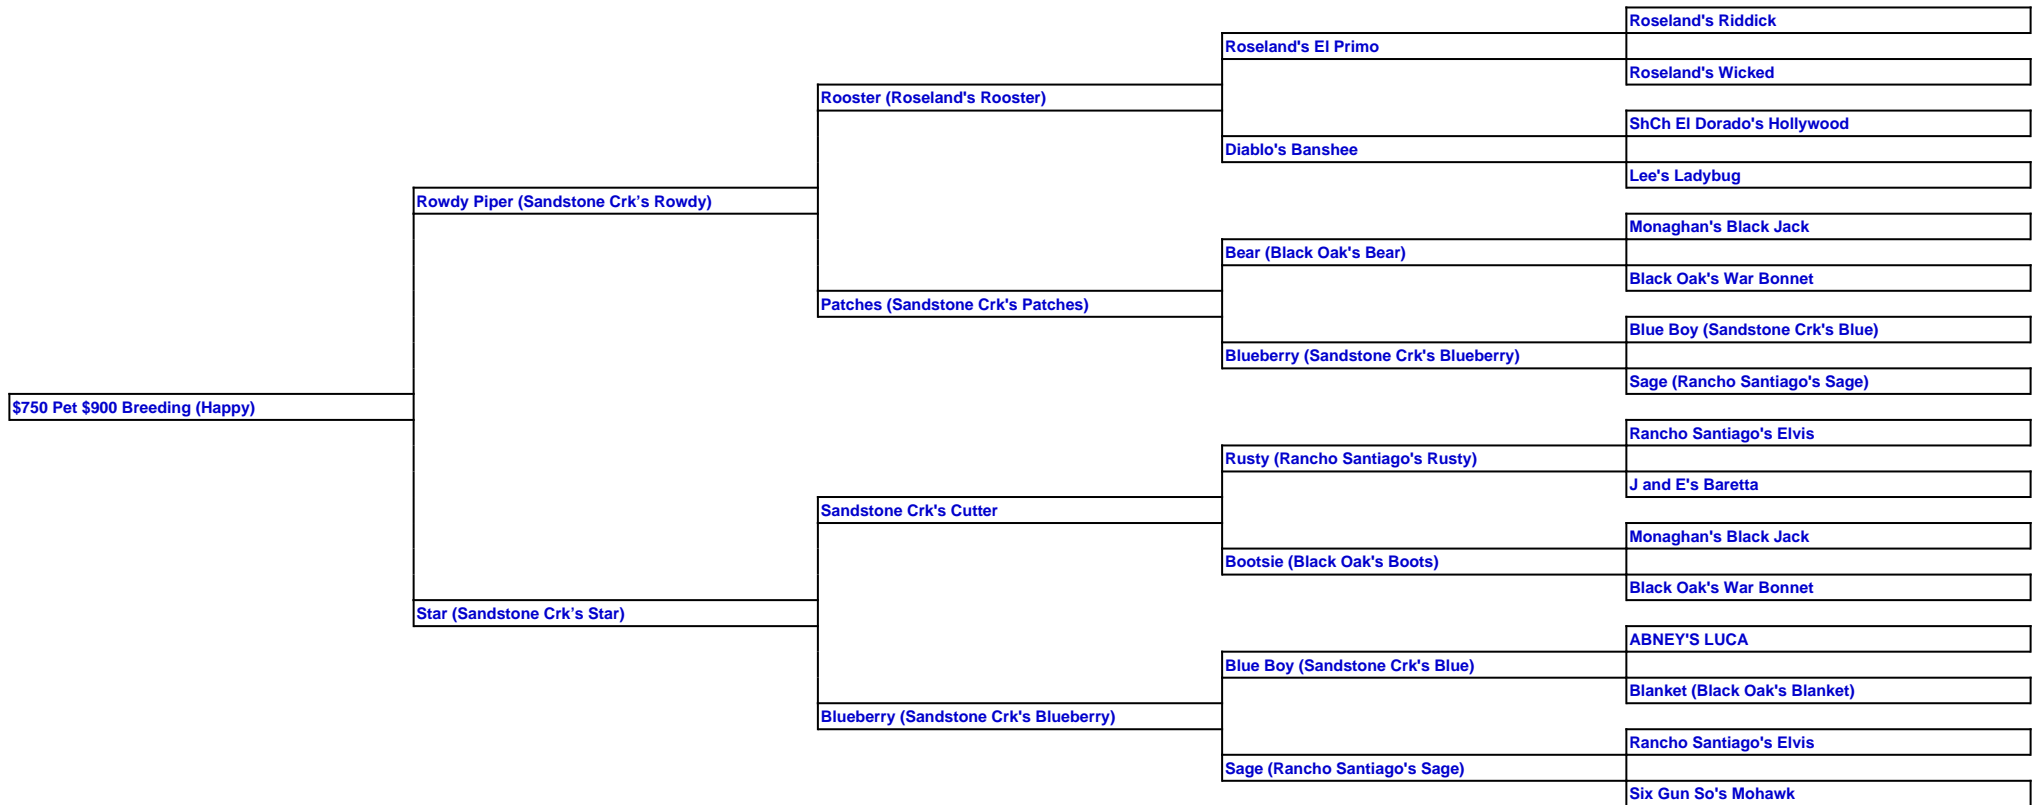 Roseland's Riddick
Roseland's El Primo
Roseland's Wicked
Rooster (Roseland's Rooster)
ShCh El Dorado's Hollywood
Diablo's Banshee
Lee's Ladybug
Rowdy Piper (Sandstone Crk’s Rowdy)
Monaghan's Black Jack
Bear (Black Oak's Bear)
Black Oak's War Bonnet
Patches (Sandstone Crk's Patches)
Blue Boy (Sandstone Crk's Blue)
Blueberry (Sandstone Crk's Blueberry)
Sage (Rancho Santiago's Sage)
$750 Pet $900 Breeding (Happy)
Rancho Santiago's Elvis
Rusty (Rancho Santiago's Rusty)
J and E's Baretta
Sandstone Crk's Cutter
Monaghan's Black Jack
Bootsie (Black Oak's Boots)
Black Oak's War Bonnet
Star (Sandstone Crk’s Star)
ABNEY'S LUCA
Blue Boy (Sandstone Crk's Blue)
Blanket (Black Oak's Blanket)
Blueberry (Sandstone Crk's Blueberry)
Rancho Santiago's Elvis
Sage (Rancho Santiago's Sage)
Six Gun So's Mohawk